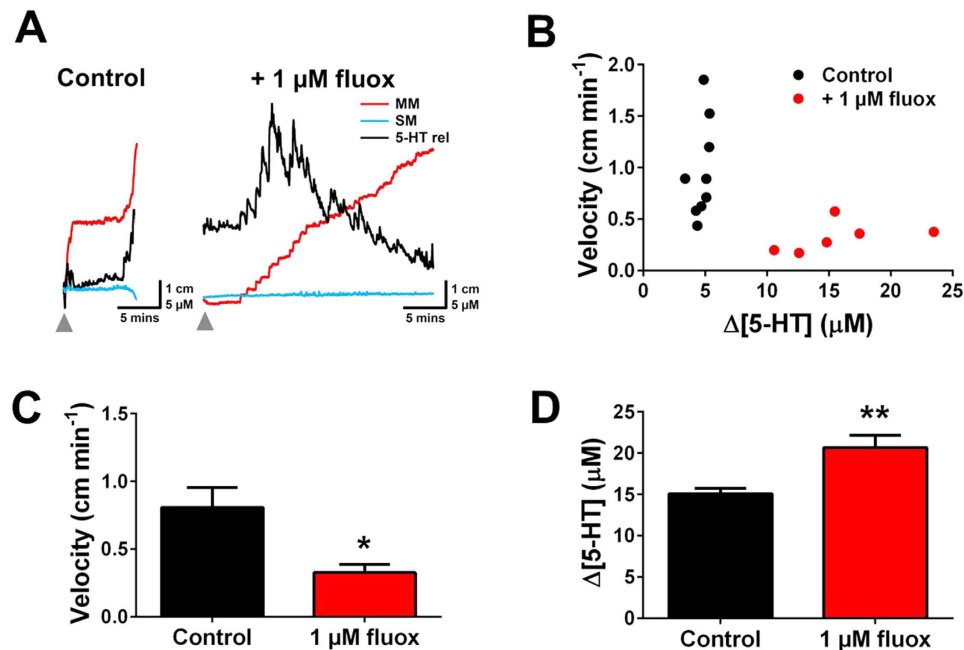 A
Control
+ 1 µM fluox
MM
SM
5-HT rel
1 cm
5 µM
5 mins
1 cm
5 µM
5 mins
B
Velocity (cm min⁻¹)
2.0
1.5
1.0
0.5
0.0
0 5 10 15 20 25
Δ[5-HT] (µM)
Control
+ 1 µM fluox
C
Velocity (cm min⁻¹)
1.5
1.0
0.5
0.0
*
Control 1 µM fluox
D
Δ[5-HT] (µM)
25
20
15
10
5
0
**
Control 1 µM fluox